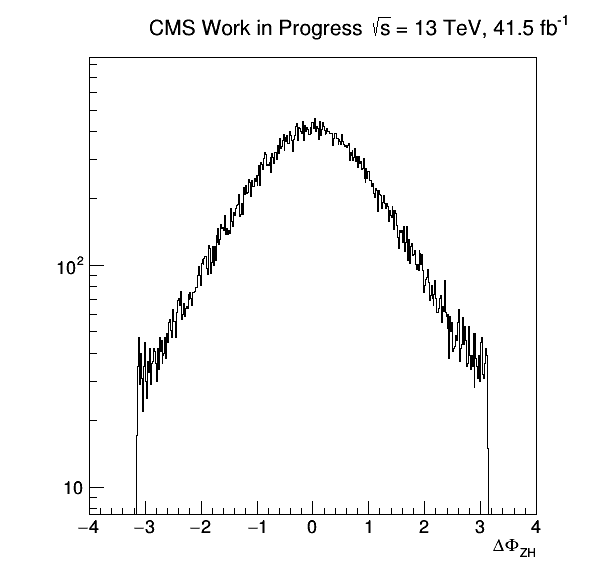 CMS Work in Progress √s = 13 TeV, 41.5 fb⁻¹
10²
10
−4 −3 −2 −1 0 1 2 3 4
ΔΦ_ZH